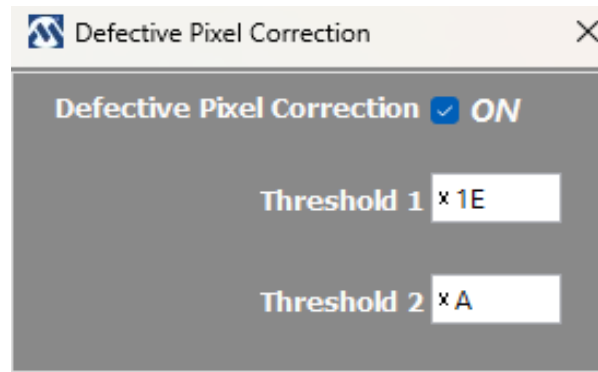 Defective Pixel Correction
Defective Pixel Correction ON
Threshold 1 x 1E
Threshold 2 x A